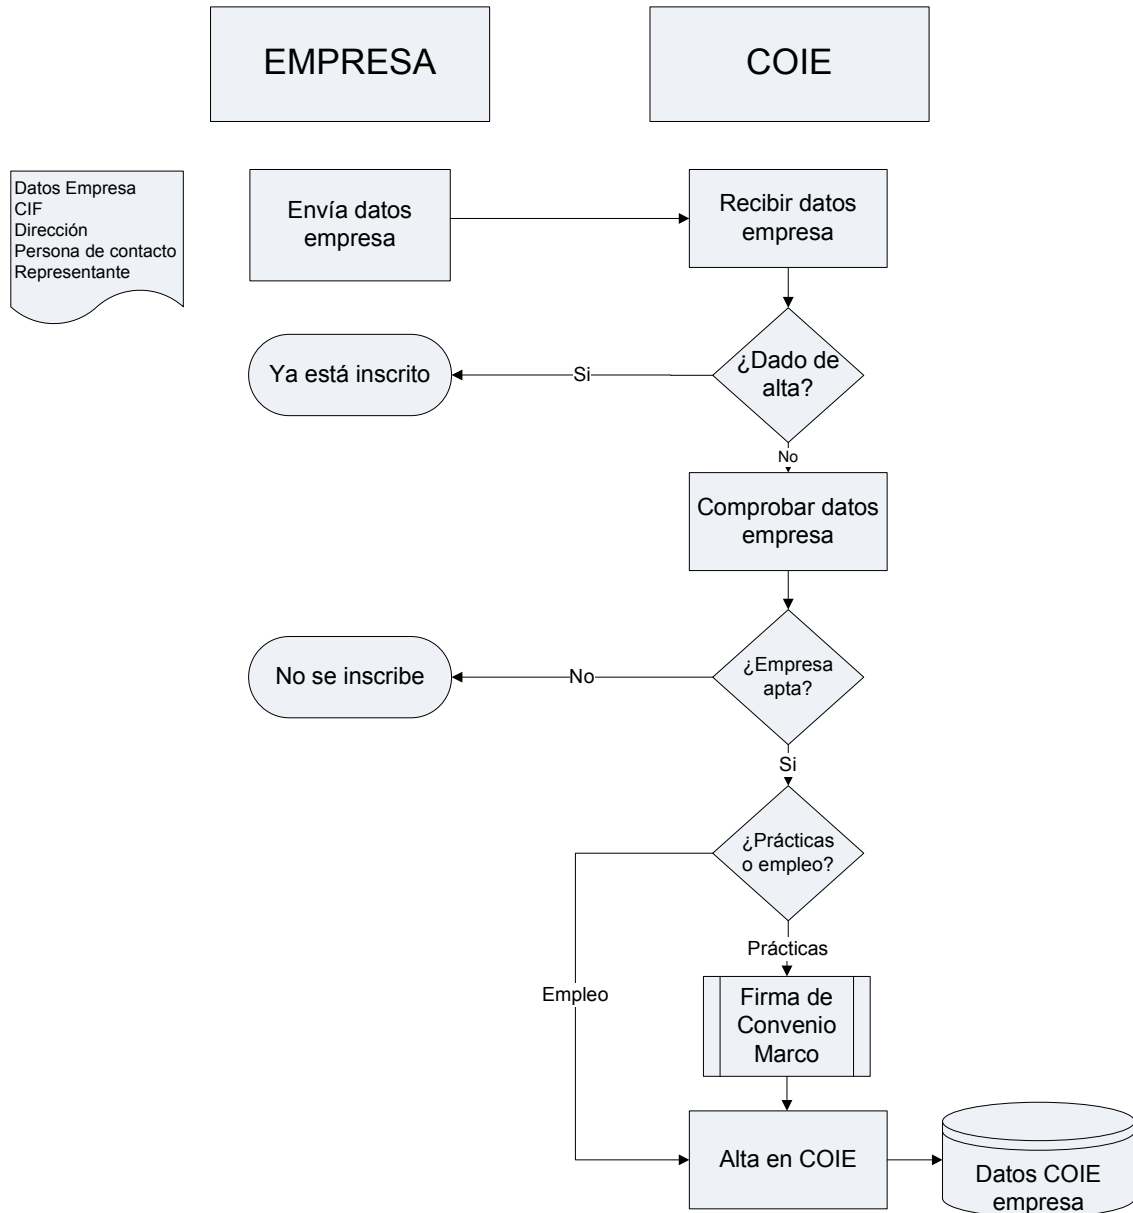 EMPRESA
COIE
Datos Empresa
CIF
Dirección
Persona de contacto
Representante
Envía datos
empresa
Recibir datos
empresa
¿Dado de
alta?
Si
Ya está inscrito
No
Comprobar datos
empresa
¿Empresa
apta?
No
No se inscribe
Si
¿Prácticas
o empleo?
Prácticas
Empleo
Firma de
Convenio
Marco
Alta en COIE
Datos COIE
empresa